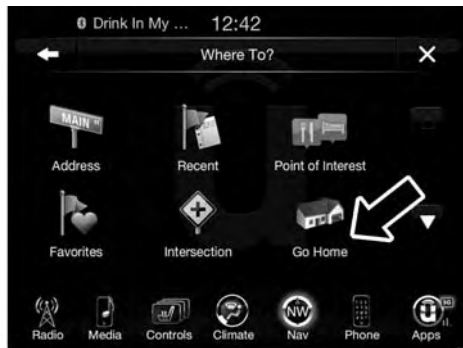 Drink In My ... 12:42
Where To?
MAIN
Address Recent Point of Interest
Favorites Intersection Go Home
NW
Radio Media Controls Climate Nav Phone Apps
3G